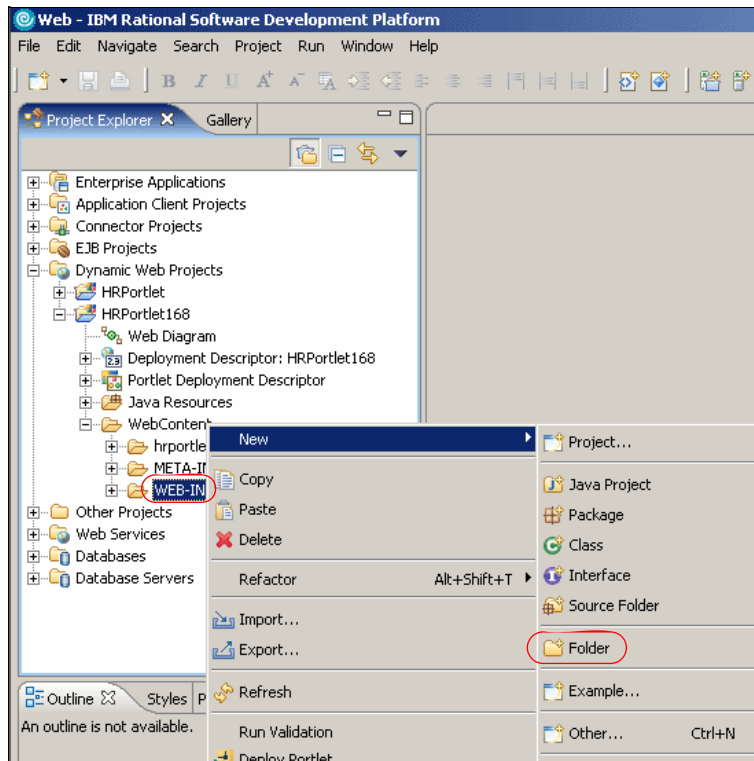 Web - IBM Rational Software Development Platform
File Edit Navigate Search Project Run Window Help
B I U A A
Project Explorer Gallery
Enterprise Applications
Application Client Projects
Connector Projects
EJB Projects
Dynamic Web Projects
HRPortlet
HRPortlet168
Web Diagram
2.3 Deployment Descriptor: HRPortlet168
Portlet Deployment Descriptor
Java Resources
WebContent
hrportle
META-IN
WEB-IN
Other Projects
Web Services
Databases
Database Servers
New
Copy
Paste
Delete
Refactor Alt+Shift+T
Import...
Export...
Refresh
Run Validation
Deploy Portlet
Project...
Java Project
Package
Class
Interface
Source Folder
Folder
Example...
Other... Ctrl+N
Outline Styles P
An outline is not available.